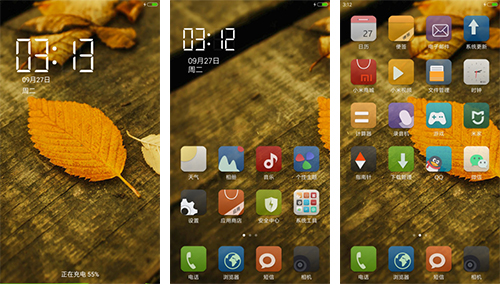 03:13
09月27日
周二
正在充电 55%
03:12
09月27日
周二
天气 相册 音乐 个性主题
设置 应用商店 安全中心 系统工具
电话 浏览器 短信 相机
3:12
27
日历 便签 电子邮件 系统更新
MI
小米商城 小米视频 文件管理 时钟
计算器 录音机 游戏 米家
指南针 下载管理 QQ 微信
电话 浏览器 短信 相机